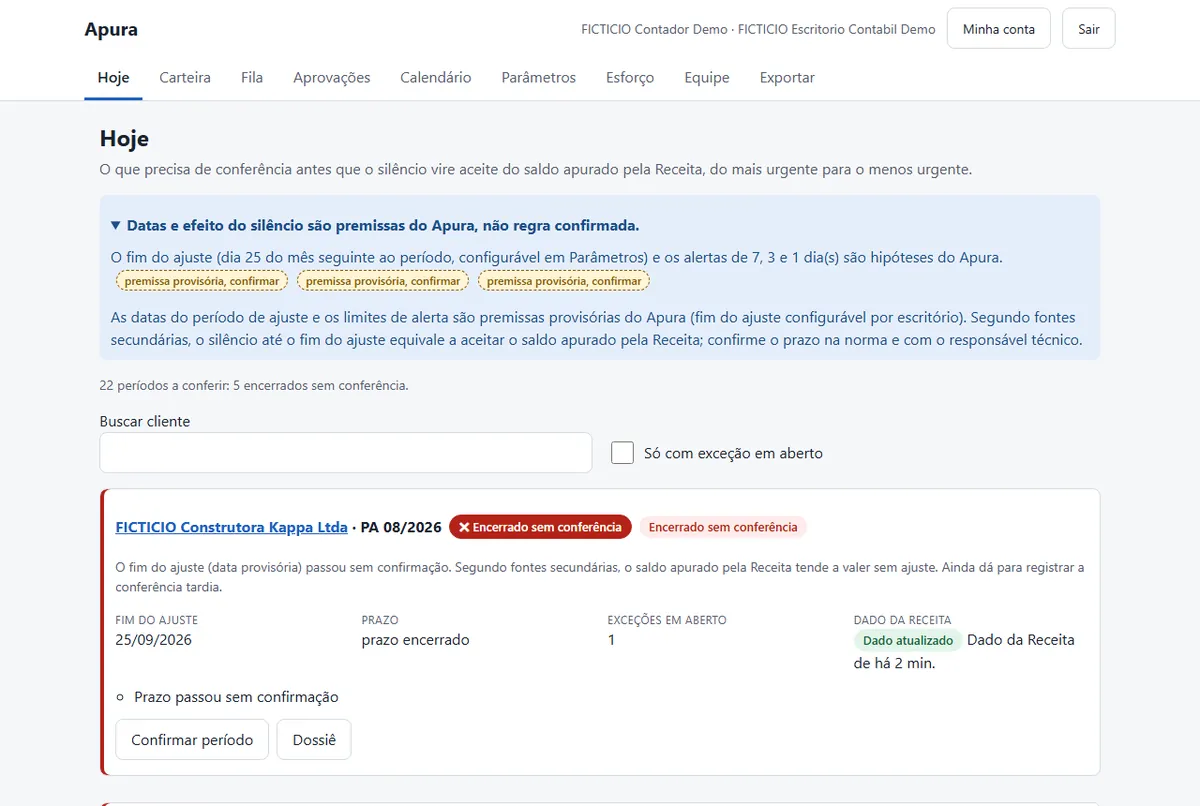 Apura
FICTICIO Contador Demo · FICTICIO Escritorio Contabil Demo
Minha conta
Sair
Hoje
Carteira
Fila
Aprovações
Calendário
Parâmetros
Esforço
Equipe
Exportar
Hoje
O que precisa de conferência antes que o silêncio vire aceite do saldo apurado pela Receita, do mais urgente para o menos urgente.
▼ Datas e efeito do silêncio são premissas do Apura, não regra confirmada.
O fim do ajuste (dia 25 do mês seguinte ao período, configurável em Parâmetros) e os alertas de 7, 3 e 1 dia(s) são hipóteses do Apura.
premissa provisória, confirmar
premissa provisória, confirmar
premissa provisória, confirmar
As datas do período de ajuste e os limites de alerta são premissas provisórias do Apura (fim do ajuste configurável por escritório). Segundo fontes
secundárias, o silêncio até o fim do ajuste equivale a aceitar o saldo apurado pela Receita; confirme o prazo na norma e com o responsável técnico.
22 períodos a conferir: 5 encerrados sem conferência.
Buscar cliente
Só com exceção em aberto
FICTICIO Construtora Kappa Ltda · PA 08/2026
Encerrado sem conferência
Encerrado sem conferência
O fim do ajuste (data provisória) passou sem confirmação. Segundo fontes secundárias, o saldo apurado pela Receita tende a valer sem ajuste. Ainda dá para registrar a
conferência tardia.
FIM DO AJUSTE
25/09/2026
PRAZO
prazo encerrado
EXCEÇÕES EM ABERTO
1
DADO DA RECEITA
Dado atualizado Dado da Receita
de há 2 min.
Prazo passou sem confirmação
Confirmar período
Dossiê